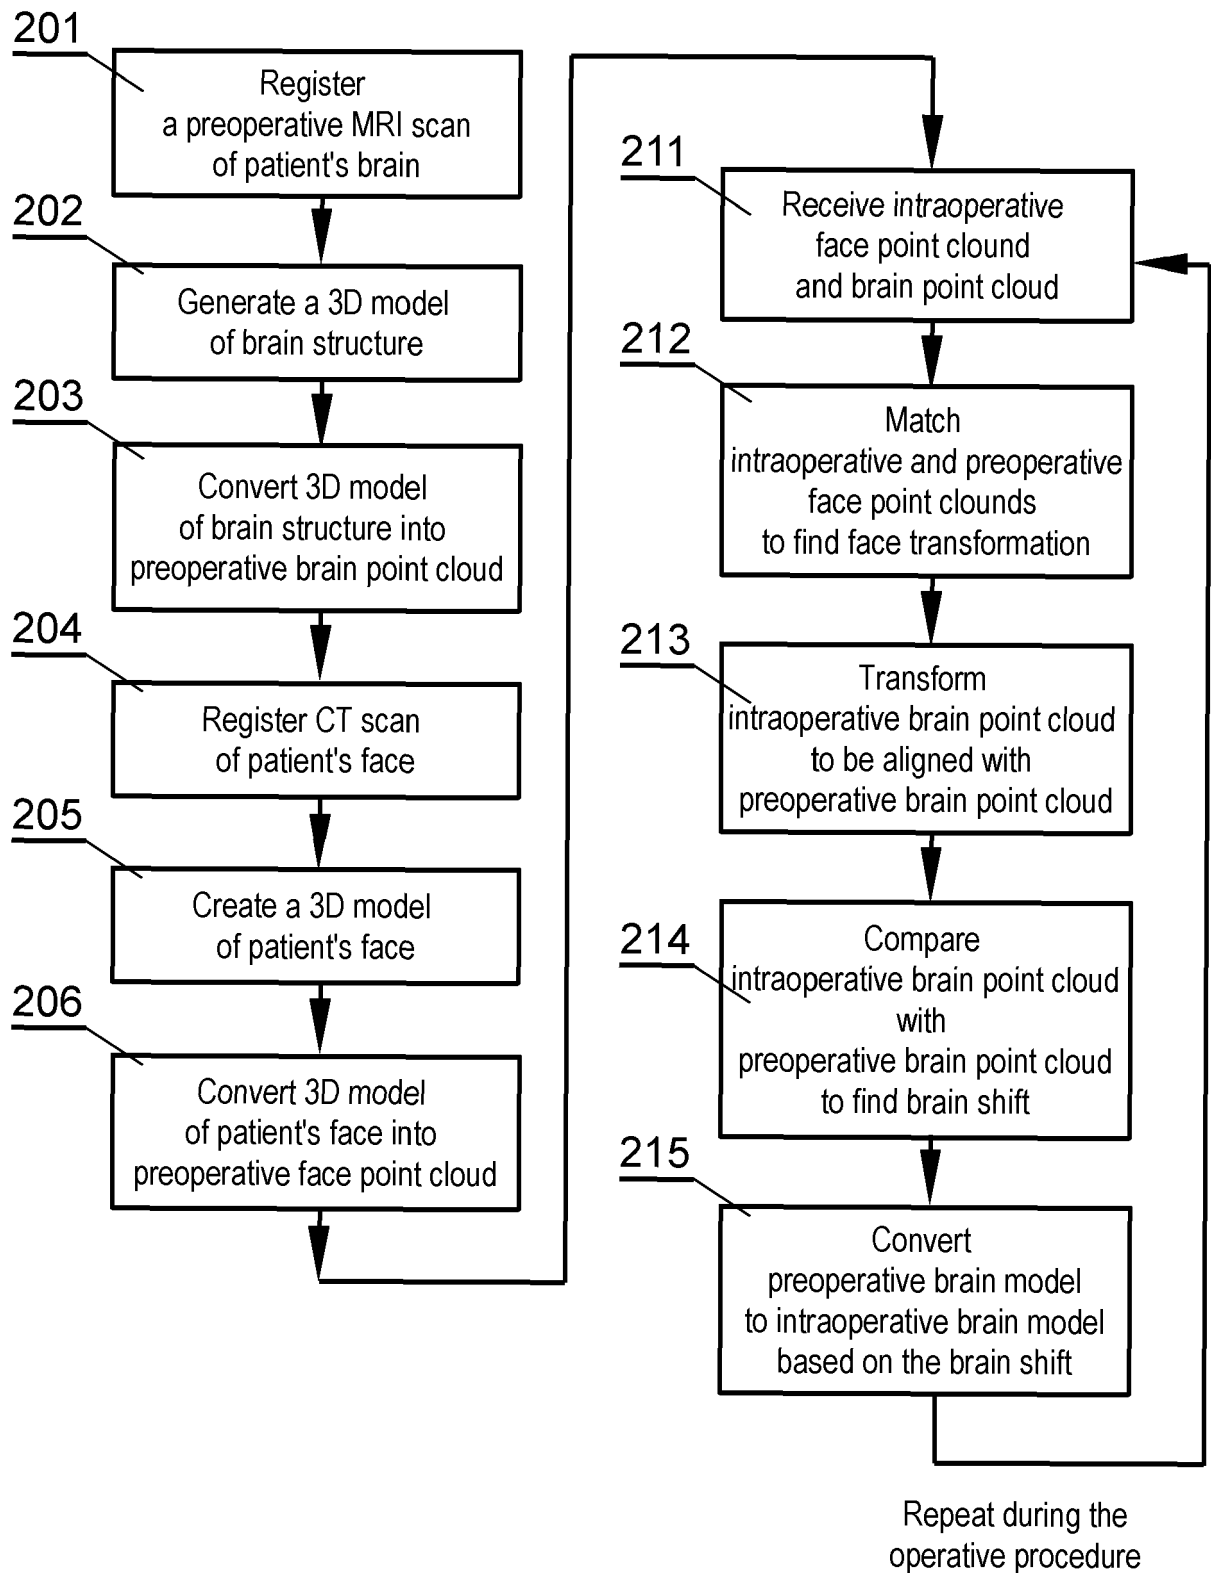 201
Register
a preoperative MRI scan
of patient's brain
202
Generate a 3D model
of brain structure
203
Convert 3D model
of brain structure into
preoperative brain point cloud
204
Register CT scan
of patient's face
205
Create a 3D model
of patient's face
206
Convert 3D model
of patient's face into
preoperative face point cloud
211
Receive intraoperative
face point clound
and brain point cloud
212
Match
intraoperative and preoperative
face point clounds
to find face transformation
213
Transform
intraoperative brain point cloud
to be aligned with
preoperative brain point cloud
214
Compare
intraoperative brain point cloud
with
preoperative brain point cloud
to find brain shift
215
Convert
preoperative brain model
to intraoperative brain model
based on the brain shift
Repeat during the
operative procedure